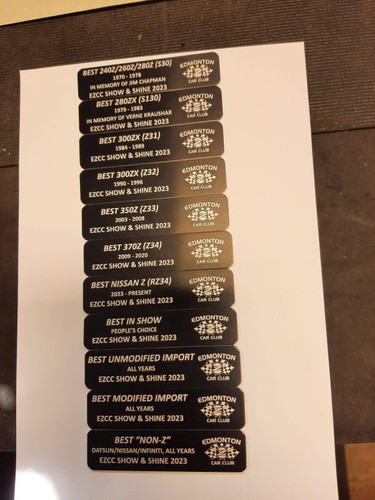 BEST 240Z/260Z/280Z (S30)
1970 - 1978
IN MEMORY OF JIM CHAPMAN
EZCC SHOW & SHINE 2023
EDMONTON
Z
CAR CLUB
BEST 280ZX (S130)
1979 - 1983
IN MEMORY OF VERNE KRAUSHAR
EZCC SHOW & SHINE 2023
EDMONTON
Z
CAR CLUB
BEST 300ZX (Z31)
1984 - 1989
EZCC SHOW & SHINE 2023
EDMONTON
Z
CAR CLUB
BEST 300ZX (Z32)
1990 - 1996
EZCC SHOW & SHINE 2023
EDMONTON
Z
CAR CLUB
BEST 350Z (Z33)
2003 - 2008
EZCC SHOW & SHINE 2023
EDMONTON
Z
CAR CLUB
BEST 370Z (Z34)
2009 - 2020
EZCC SHOW & SHINE 2023
EDMONTON
Z
CAR CLUB
BEST NISSAN Z (RZ34)
2023 - PRESENT
EZCC SHOW & SHINE 2023
EDMONTON
Z
CAR CLUB
BEST IN SHOW
PEOPLE'S CHOICE
EZCC SHOW & SHINE 2023
EDMONTON
Z
CAR CLUB
BEST UNMODIFIED IMPORT
ALL YEARS
EZCC SHOW & SHINE 2023
EDMONTON
Z
CAR CLUB
BEST MODIFIED IMPORT
ALL YEARS
EZCC SHOW & SHINE 2023
EDMONTON
Z
CAR CLUB
BEST "NON-Z"
DATSUN/NISSAN/INFINITI, ALL YEARS
EZCC SHOW & SHINE 2023
EDMONTON
Z
CAR CLUB